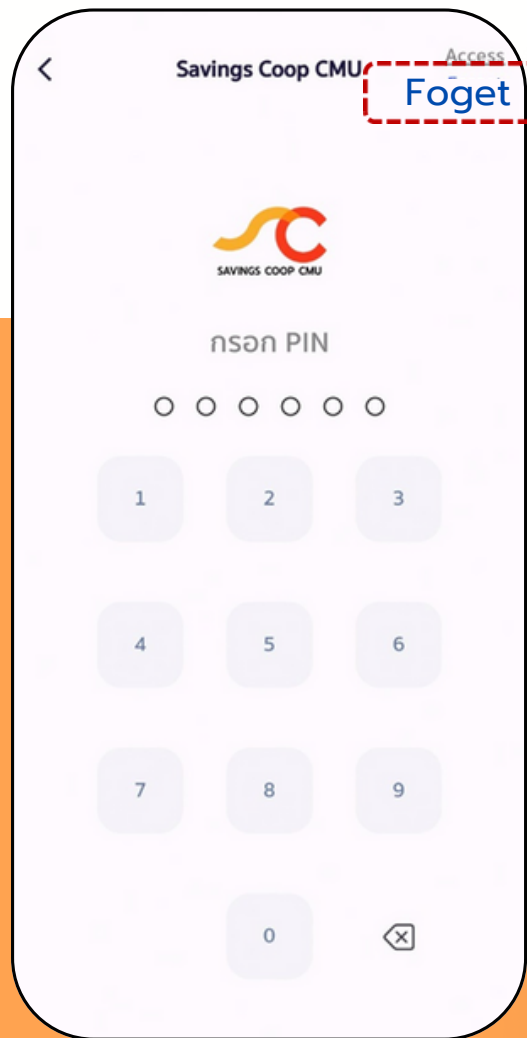 Savings Coop CMU
Access
Foget
SAVINGS COOP CMU
กรอก PIN
1 2 3
4 5 6
7 8 9
0